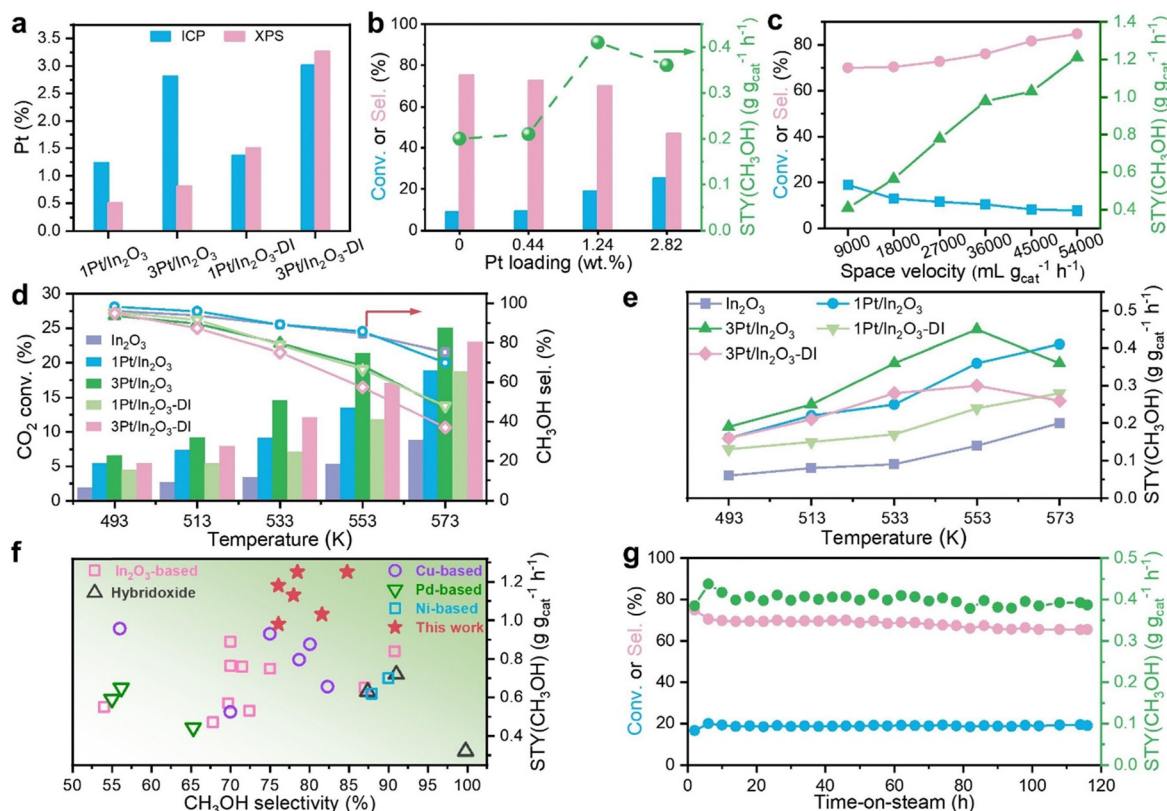 a
ICP XPS
Pt (%)
3.5
3.0
2.5
2.0
1.5
1.0
0.5
0.0
1Pt/In₂O₃ 3Pt/In₂O₃ 1Pt/In₂O₃-DI 3Pt/In₂O₃-DI
b
Conv. or Sel. (%)
100
80
60
40
20
0
0 0.44 1.24 2.82
Pt loading (wt.%)
0.4
0.3
0.2
0.1
0.0
STY(CH₃OH) (g gcat⁻¹ h⁻¹)
c
Conv. or Sel. (%)
80
60
40
20
0
9000 18000 27000 36000 45000 54000
Space velocity (mL gcat⁻¹ h⁻¹)
1.4
1.2
1.0
0.8
0.6
0.4
STY(CH₃OH) (g gcat⁻¹ h⁻¹)
d
CO₂ conv. (%)
30
25
20
15
10
5
0
In₂O₃
1Pt/In₂O₃
3Pt/In₂O₃
1Pt/In₂O₃-DI
3Pt/In₂O₃-DI
493 513 533 553 573
Temperature (K)
100
80
60
40
20
0
CH₃OH sel. (%)
e
In₂O₃ 1Pt/In₂O₃
3Pt/In₂O₃ 1Pt/In₂O₃-DI
3Pt/In₂O₃-DI
493 513 533 553 573
Temperature (K)
0.5
0.4
0.3
0.2
0.1
0.0
STY(CH₃OH) (g gcat⁻¹ h⁻¹)
f
In₂O₃-based Cu-based
Hybridoxide Pd-based
Ni-based
This work
50 55 60 65 70 75 80 85 90 95 100
CH₃OH selectivity (%)
1.2
1.0
0.8
0.6
0.4
STY(CH₃OH) (g gcat⁻¹ h⁻¹)
g
Conv. or Sel. (%)
100
80
60
40
20
0
0 20 40 60 80 100 120
Time-on-steam (h)
0.5
0.4
0.3
0.2
0.1
0.0
STY(CH₃OH) (g gcat⁻¹ h⁻¹)